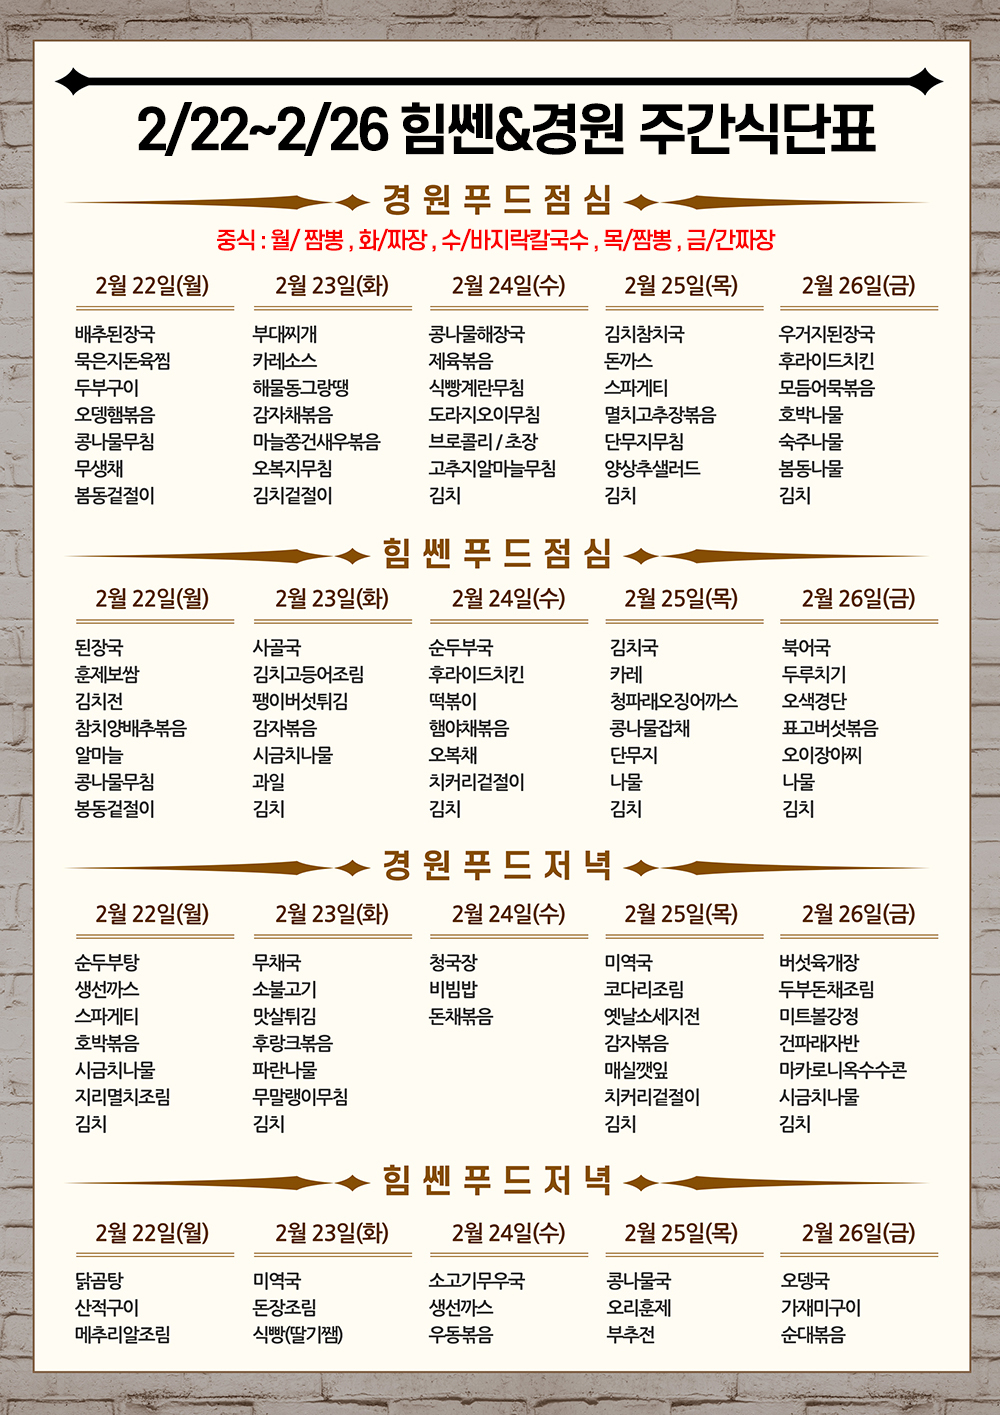 2/22~2/26 힘쎈&경원 주간식단표
경원푸드점심
중식 : 월/ 짬뽕 , 화/짜장 , 수/바지락칼국수 , 목/짬뽕 , 금/간짜장
2월 22일(월) 2월 23일(화) 2월 24일(수) 2월 25일(목) 2월 26일(금)
배추된장국 부대찌개 콩나물해장국 김치참치국 우거지된장국
묵은지돈육찜 카레소스 제육볶음 돈까스 후라이드치킨
두부구이 해물동그랑땡 식빵계란무침 스파게티 모듬어묵볶음
오뎅햄볶음 감자채볶음 도라지오이무침 멸치고추장볶음 호박나물
콩나물무침 마늘쫑건새우볶음 브로콜리 / 초장 단무지무침 숙주나물
무생채 오복지무침 고추지알마늘무침 양상추샐러드 봄동나물
봄동겉절이 김치겉절이 김치 김치 김치
힘쎈푸드점심
2월 22일(월) 2월 23일(화) 2월 24일(수) 2월 25일(목) 2월 26일(금)
된장국 사골국 순두부국 김치국 북어국
훈제보쌈 김치고등어조림 후라이드치킨 카레 두루치기
김치전 팽이버섯튀김 떡볶이 청파래오징어까스 오색경단
참치양배추볶음 감자볶음 햄야채볶음 콩나물잡채 표고버섯볶음
알마늘 시금치나물 오복채 단무지 오이장아찌
콩나물무침 과일 치커리겉절이 나물 나물
봉동겉절이 김치 김치 김치 김치
경원푸드저녁
2월 22일(월) 2월 23일(화) 2월 24일(수) 2월 25일(목) 2월 26일(금)
순두부탕 무채국 청국장 미역국 버섯육개장
생선까스 소불고기 비빔밥 코다리조림 두부돈채조림
스파게티 맛살튀김 돈채볶음 옛날소세지전 미트볼강정
호박볶음 후랑크볶음 감자볶음 건파래자반
시금치나물 파란나물 매실깻잎 마카로니옥수수콘
지리멸치조림 무말랭이무침 치커리겉절이 시금치나물
김치 김치 김치 김치
힘쎈푸드저녁
2월 22일(월) 2월 23일(화) 2월 24일(수) 2월 25일(목) 2월 26일(금)
닭곰탕 미역국 소고기무우국 콩나물국 오뎅국
산적구이 돈장조림 생선까스 오리훈제 가재미구이
메추리알조림 식빵(딸기쨈) 우동볶음 부추전 순대볶음